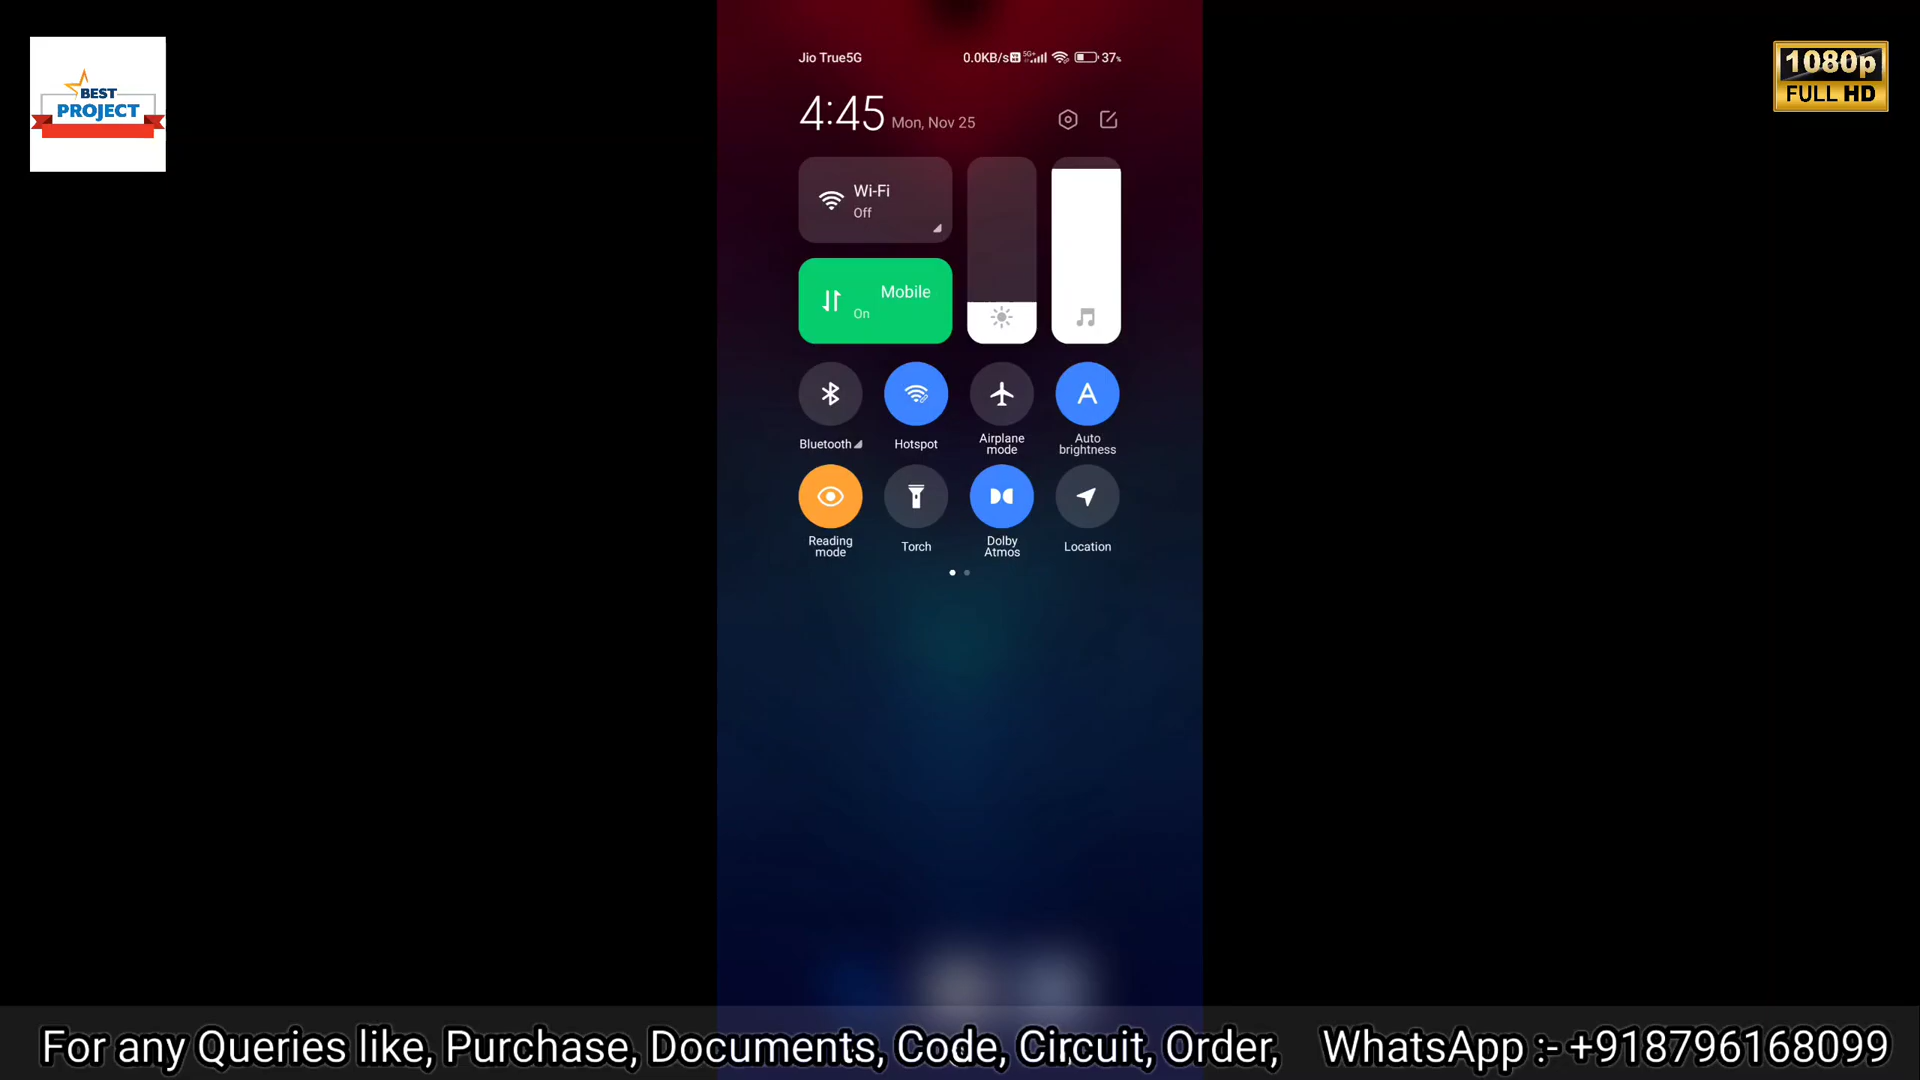 BEST
PROJECT
1080p
FULL HD
Jio True5G
0.0KB/s 5G+ 37%
4:45 Mon, Nov 25
Wi-Fi
Off
Mobile
On
Bluetooth
Hotspot
Airplane
mode
A
Auto
brightness
Reading
mode
Torch
Dolby
Atmos
Location
For any Queries like, Purchase, Documents, Code, Circuit, Order, WhatsApp :- +918796168099